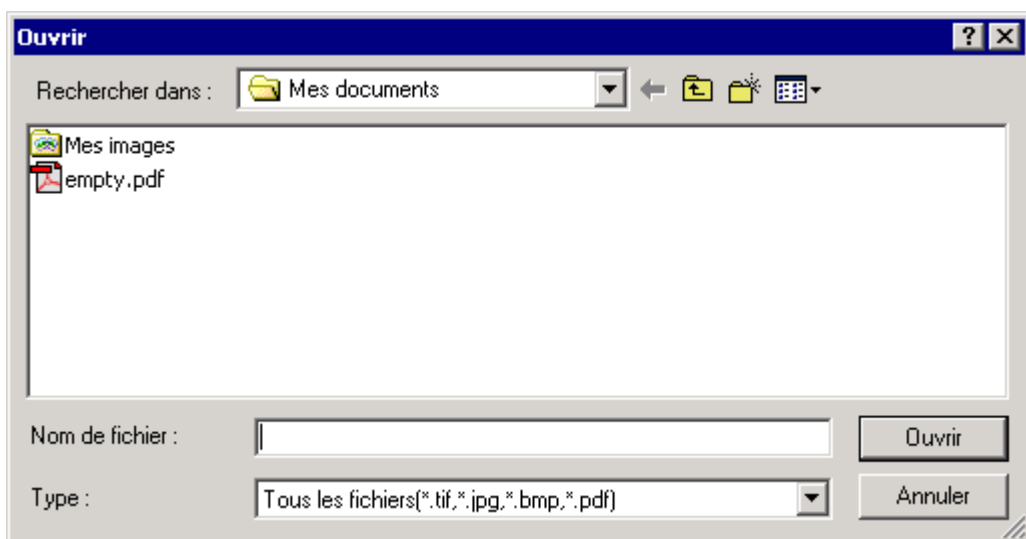 Ouvrir
Rechercher dans : Mes documents
Mes images
empty.pdf
Nom de fichier : Ouvrir
Type : Tous les fichiers(*.tif,*.jpg,*.bmp,*.pdf) Annuler